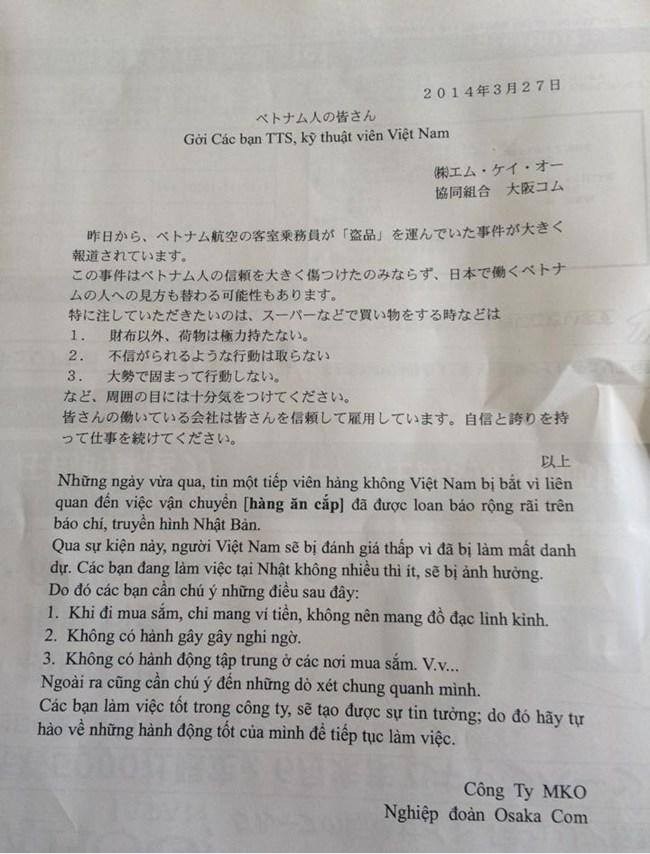 ２０１４年３月２７日
ベトナム人の皆さん
Gởi Các bạn TTS, kỹ thuật viên Việt Nam
㈱エム・ケイ・オー
協同組合　大阪コム
昨日から、ベトナム航空の客室乗務員が「盗品」を運んでいた事件が大きく
報道されています。
この事件はベトナム人の信頼を大きく傷つけたのみならず、日本で働くベトナ
ムの人への見方も替わる可能性もあります。
特に注していただきたいのは、スーパーなどで買い物をする時などは
１．　財布以外、荷物は極力持たない。
２．　不信がられるような行動は取らない
３．　大勢で固まって行動しない。
など、周囲の目には十分気をつけてください。
皆さんの働いている会社は皆さんを信頼して雇用しています。自信と誇りを持
って仕事を続けてください。
以上
Những ngày vừa qua, tin một tiếp viên hàng không Việt Nam bị bắt vì liên
quan đến việc vận chuyển [hàng ăn cắp] đã được loan báo rộng rãi trên
báo chí, truyền hình Nhật Bản.
Qua sự kiện này, người Việt Nam sẽ bị đánh giá thấp vì đã bị làm mất danh
dự. Các bạn đang làm việc tại Nhật không nhiều thì ít, sẽ bị ảnh hưởng.
Do đó các bạn cần chú ý những điều sau đây:
1. Khi đi mua sắm, chỉ mang ví tiền, không nên mang đồ đạc linh kỉnh.
2. Không có hành gây gây nghi ngờ.
3. Không có hành động tập trung ở các nơi mua sắm. V.v...
Ngoài ra cũng cần chú ý đến những dò xét chung quanh mình.
Các bạn làm việc tốt trong công ty, sẽ tạo được sự tin tưởng; do đó hãy tự
hào về những hành động tốt của mình để tiếp tục làm việc.
Công Ty MKO
Nghiệp đoàn Osaka Com